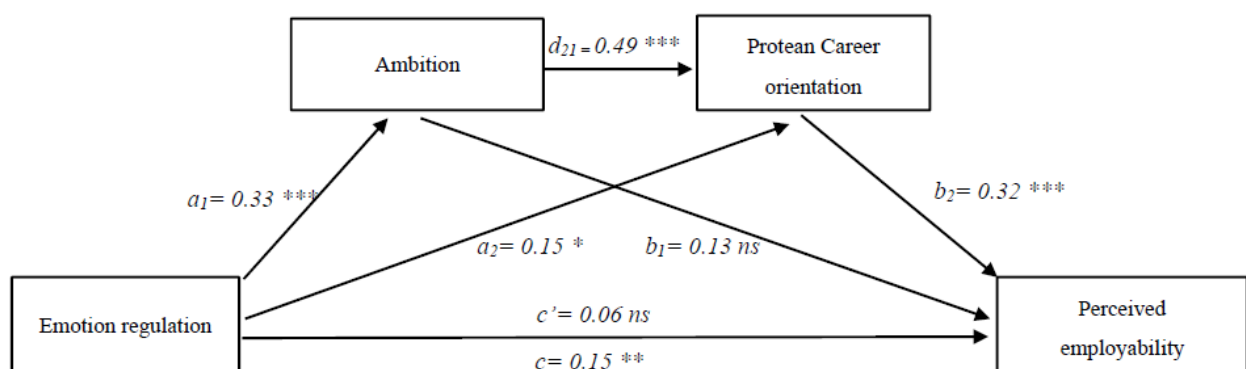 d21 = 0.49 ***
Ambition
Protean Career
orientation
a1= 0.33 ***
b2= 0.32 ***
a2= 0.15 *
b1= 0.13 ns
Emotion regulation
c’= 0.06 ns
Perceived
employability
c= 0.15 **